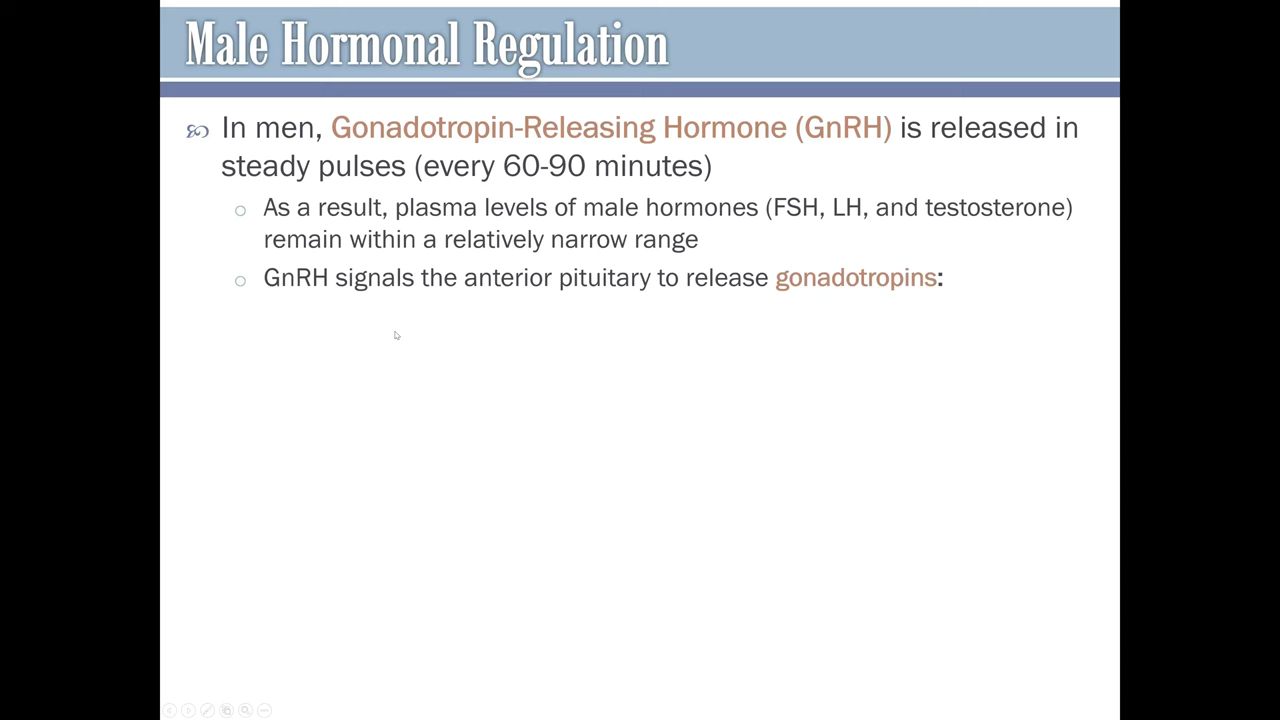 Male Hormonal Regulation
In men, Gonadotropin-Releasing Hormone (GnRH) is released in
steady pulses (every 60-90 minutes)
As a result, plasma levels of male hormones (FSH, LH, and testosterone)
remain within a relatively narrow range
GnRH signals the anterior pituitary to release gonadotropins: